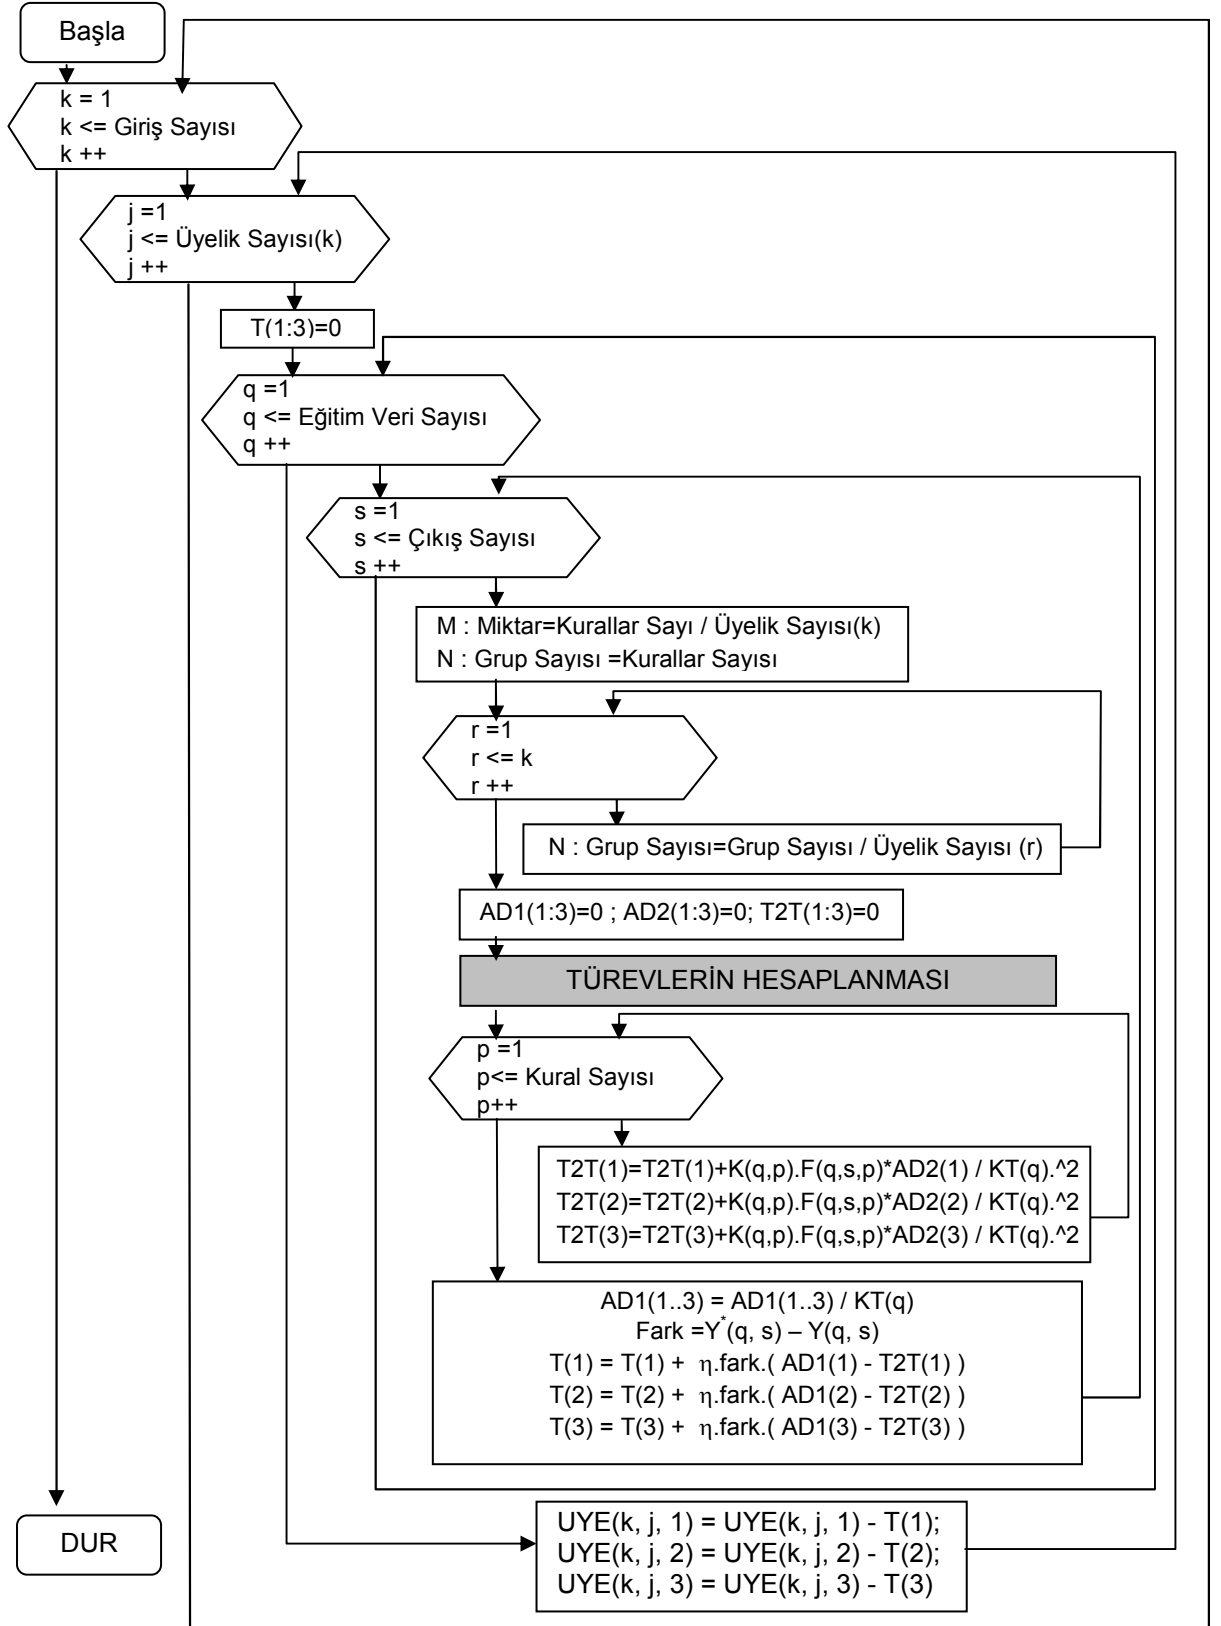 Başla
k = 1
k <= Giriş Sayısı
k ++
j =1
j <= Üyelik Sayısı(k)
j ++
T(1:3)=0
q =1
q <= Eğitim Veri Sayısı
q ++
s =1
s <= Çıkış Sayısı
s ++
M : Miktar=Kurallar Sayı / Üyelik Sayısı(k)
N : Grup Sayısı =Kurallar Sayısı
r =1
r <= k
r ++
N : Grup Sayısı=Grup Sayısı / Üyelik Sayısı (r)
AD1(1:3)=0 ; AD2(1:3)=0; T2T(1:3)=0
TÜREVLERİN HESAPLANMASI
p =1
p<= Kural Sayısı
p++
T2T(1)=T2T(1)+K(q,p).F(q,s,p)*AD2(1) / KT(q).^2
T2T(2)=T2T(2)+K(q,p).F(q,s,p)*AD2(2) / KT(q).^2
T2T(3)=T2T(3)+K(q,p).F(q,s,p)*AD2(3) / KT(q).^2
AD1(1..3) = AD1(1..3) / KT(q)
Fark =Y*(q, s) – Y(q, s)
T(1) = T(1) + η.fark.( AD1(1) - T2T(1) )
T(2) = T(2) + η.fark.( AD1(2) - T2T(2) )
T(3) = T(3) + η.fark.( AD1(3) - T2T(3) )
UYE(k, j, 1) = UYE(k, j, 1) - T(1);
UYE(k, j, 2) = UYE(k, j, 2) - T(2);
UYE(k, j, 3) = UYE(k, j, 3) - T(3)
DUR